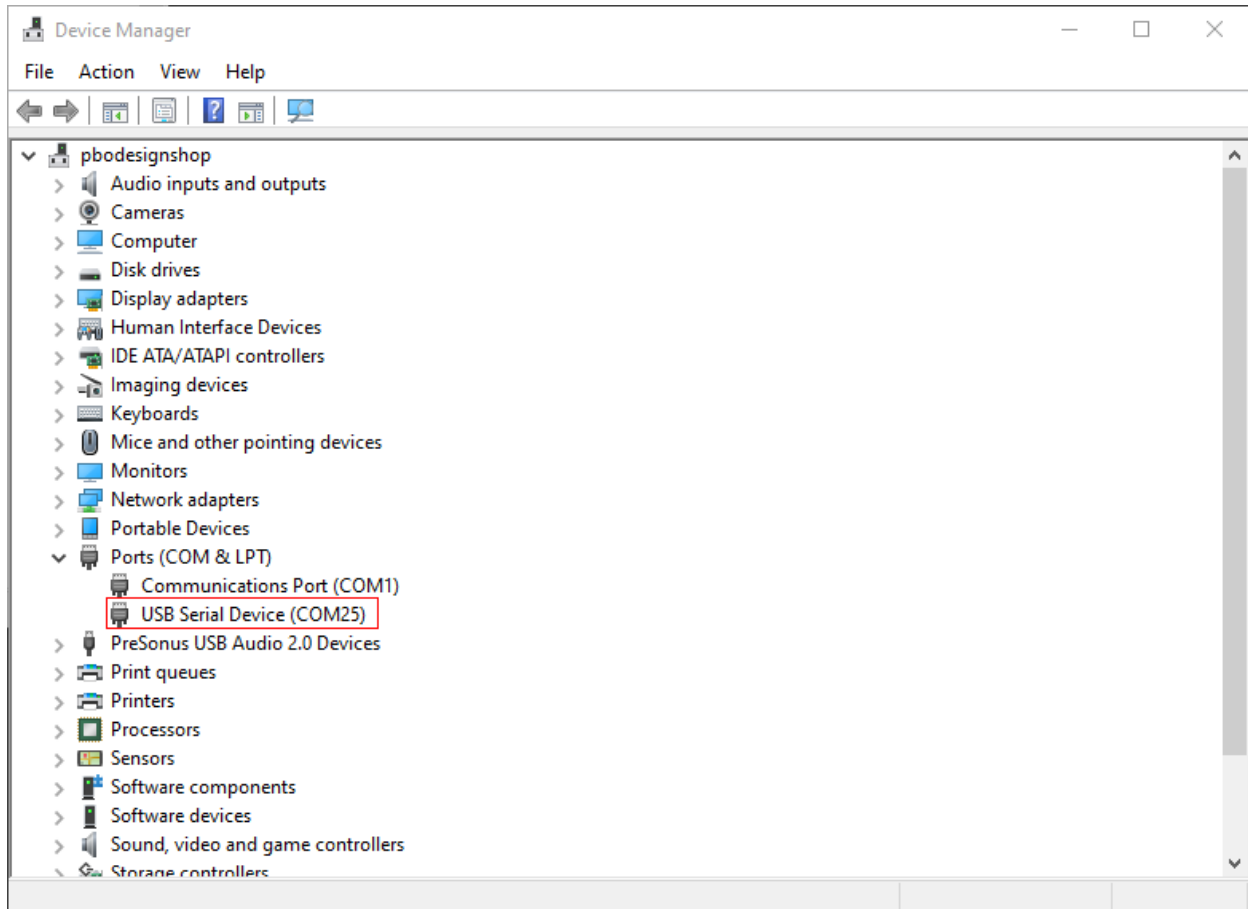 Device Manager
File Action View Help
pbodesignshop
Audio inputs and outputs
Cameras
Computer
Disk drives
Display adapters
Human Interface Devices
IDE ATA/ATAPI controllers
Imaging devices
Keyboards
Mice and other pointing devices
Monitors
Network adapters
Portable Devices
Ports (COM & LPT)
Communications Port (COM1)
USB Serial Device (COM25)
PreSonus USB Audio 2.0 Devices
Print queues
Printers
Processors
Sensors
Software components
Software devices
Sound, video and game controllers
Storage controllers